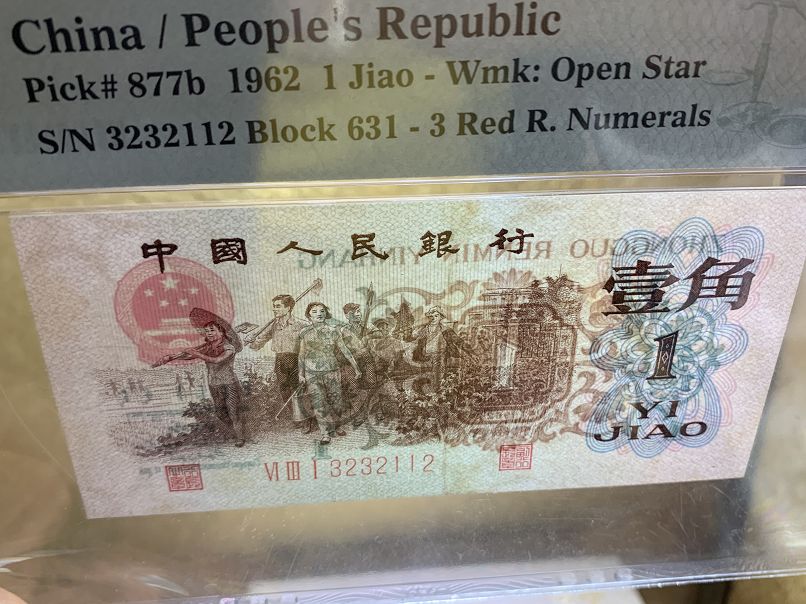 China / People's Republic
Pick# 877b 1962 1 Jiao - Wmk: Open Star
S/N 3232112 Block 631 - 3 Red R. Numerals
中國人民銀行
ZHONGGUO RENMIN YINHANG
壹角
1
YI
JIAO
VI III I 3232112